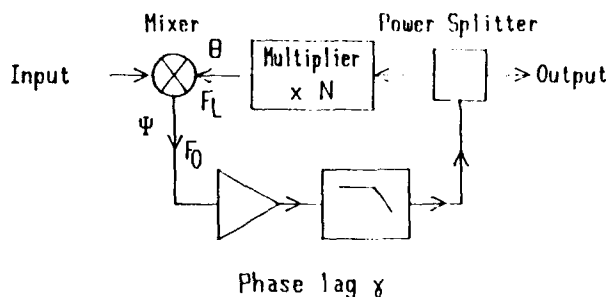 Mixer
Power Splitter
θ
Input
Multiplier
x N
Output
F_L
Ψ
F_0
Phase lag γ